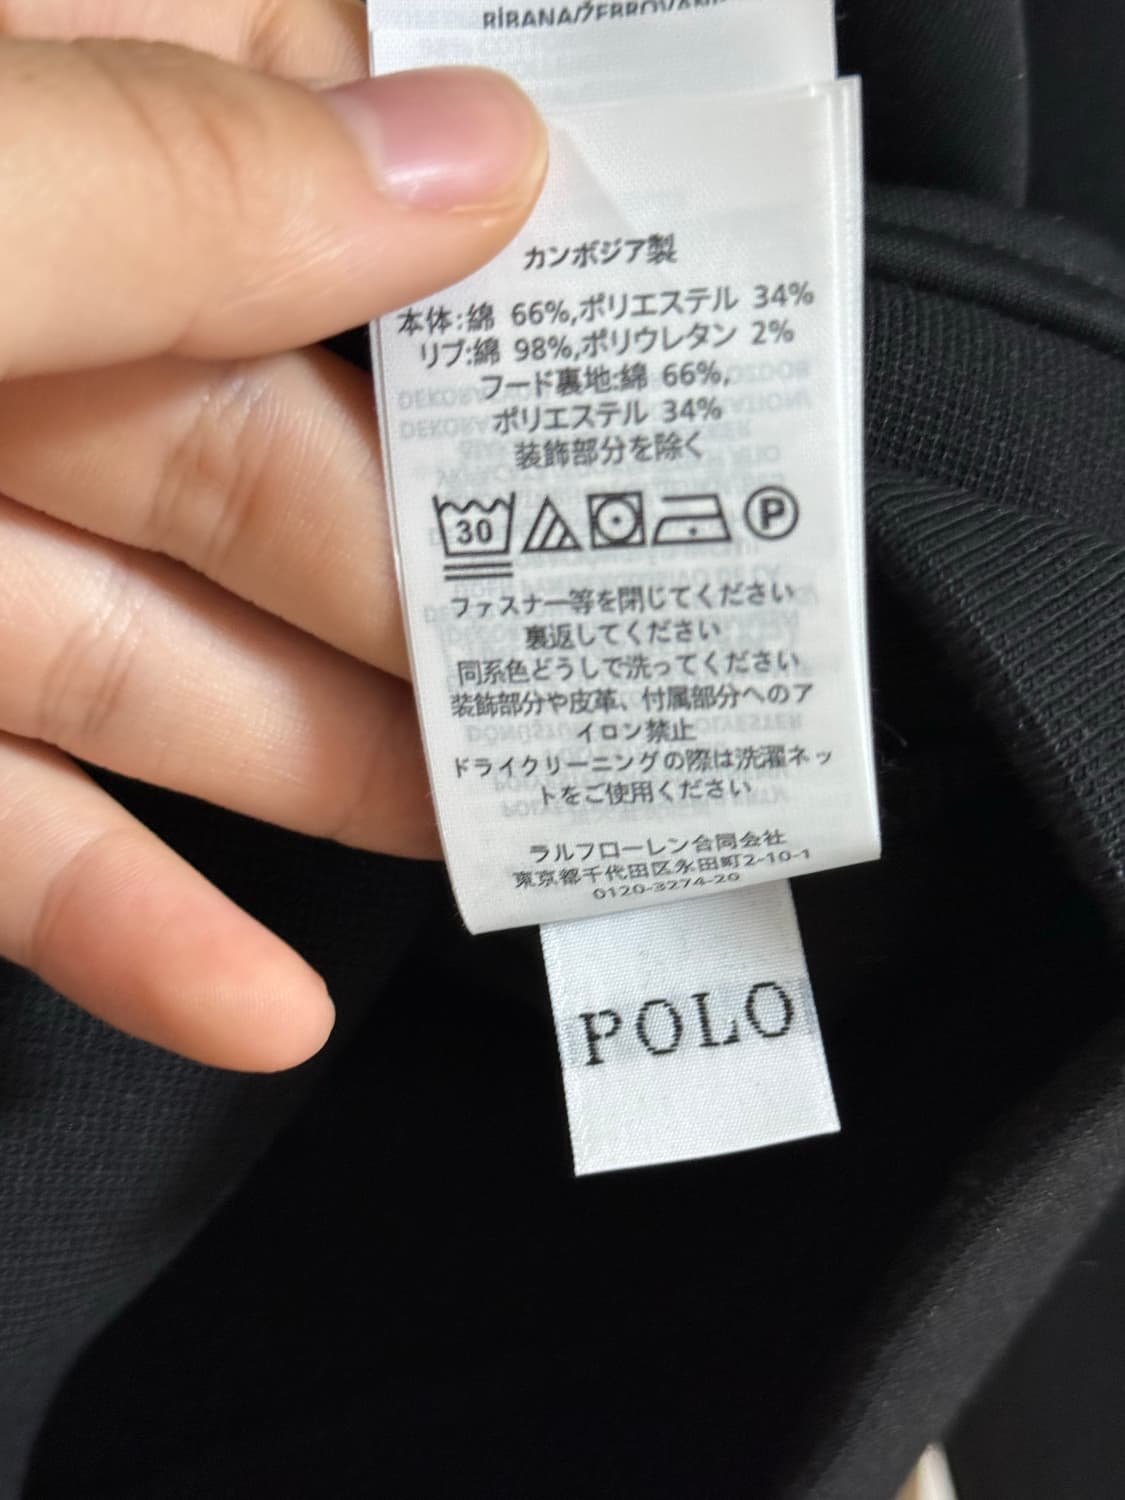 RİBANA/ŽEBROVANI
カンボジア製
本体:綿 66%,ポリエステル 34%
リブ:綿 98%,ポリウレタン 2%
フード裏地:綿 66%,
ポリエステル 34%
装飾部分を除く
30 P
ファスナー等を閉じてください
裏返してください
同系色どうしで洗ってください
装飾部分や皮革、付属部分へのア
イロン禁止
ドライクリーニングの際は洗濯ネッ
トをご使用ください
ラルフローレン合同会社
東京都千代田区永田町2-10-1
0120-3274-20
POLO